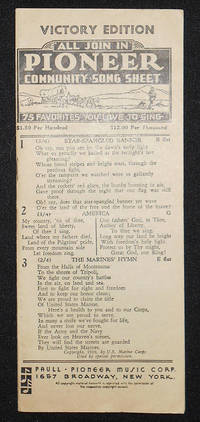 VICTORY EDITION
ALL JOIN IN
PIONEER
COMMUNITY SONG SHEET
75 FAVORITES YOU LOVE TO SING
$1.50 Per Hundred $12.00 Per Thousand
1 (3/4) STAR-SPANGLED BANNER B flat
Oh say, can you see by the dawn's early light
What so proudly we hailed at the twilight's last
gleaming?
Whose broad stripes and bright stars, through the
perilous fight,
O'er the ramparts we watched were so gallantly
streaming?
And the rockets' red glare, the bombs bursting in air,
Gave proof through the night that our flag was still
there.
Oh! say, does that star-spangled banner yet wave
O'er the land of the free and the home of the brave?
2 (3/4) AMERICA G
My country, 'tis of thee,
Sweet land of liberty,
Of thee I sing.
Land where my fathers died,
Land of the Pilgrims' pride,
From every mountain side
Let freedom ring.
Our fathers' God, to Thee,
Author of Liberty,
To Thee we sing.
Long may our land be bright
With freedom's holy light
Protect us by Thy might,
Great God, our King!
3 (2/4) THE MARINES' HYMN
From the Halls of Montezuma
To the shores of Tripoli,
We fight our country's battles
In the air, on land and sea.
First to fight for right and freedom
And to keep our honor clean;
We are proud to claim the title
Of United States Marine.
Here's a health to you and to our Corps,
Which we are proud to serve,
In many a strife we've fought for life,
And never lost our nerve.
If the Army and the Navy
Ever look on Heaven's scenes,
They will find the streets are guarded
By United States Marines.
Copyright, by U.S. Marine Corps.
Used by special permission.
PAULL-PIONEER MUSIC CORP.
1657 BROADWAY, NEW YORK.